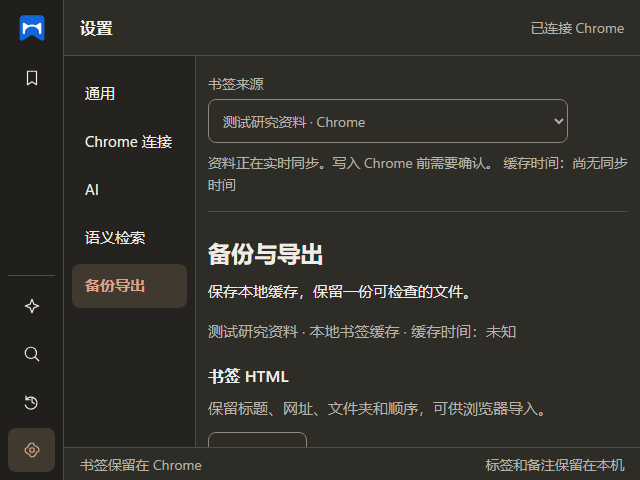 设置
已连接 Chrome
通用
Chrome 连接
AI
语义检索
备份导出
书签来源
测试研究资料 · Chrome
资料正在实时同步。写入 Chrome 前需要确认。 缓存时间：尚无同步
时间
备份与导出
保存本地缓存，保留一份可检查的文件。
测试研究资料 · 本地书签缓存 · 缓存时间：未知
书签 HTML
保留标题、网址、文件夹和顺序，可供浏览器导入。
书签保留在 Chrome
标签和备注保留在本机